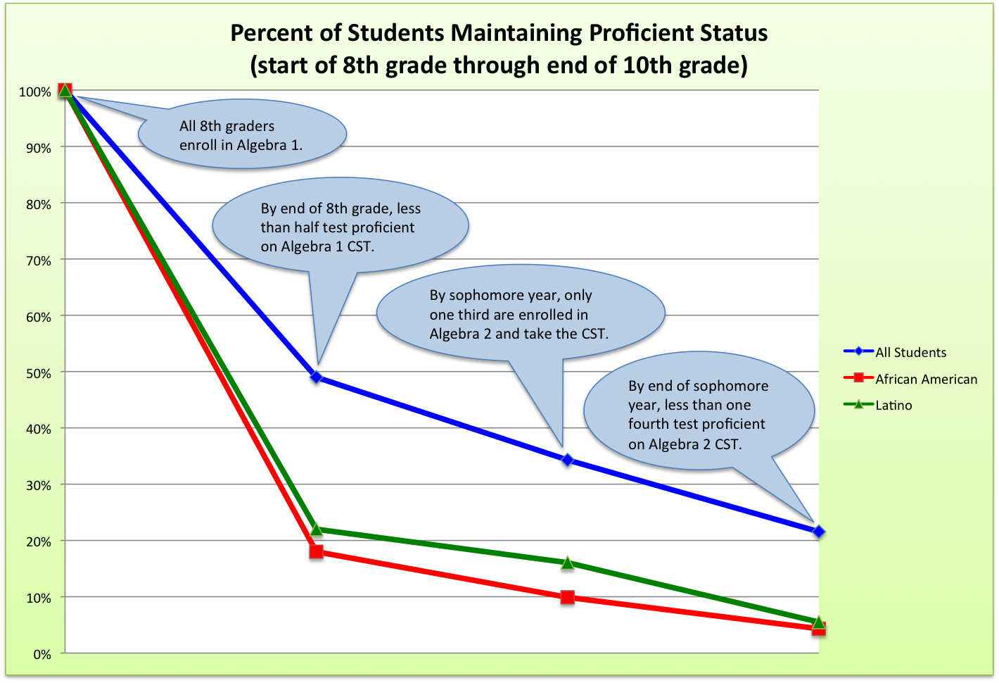 Percent of Students Maintaining Proficient Status
(start of 8th grade through end of 10th grade)
100%
90%
80%
70%
60%
50%
40%
30%
20%
10%
0%
All 8th graders
enroll in Algebra 1.
By end of 8th grade, less
than half test proficient
on Algebra 1 CST.
By sophomore year, only
one third are enrolled in
Algebra 2 and take the CST.
By end of sophomore
year, less than one
fourth test proficient
on Algebra 2 CST.
All Students
African American
Latino